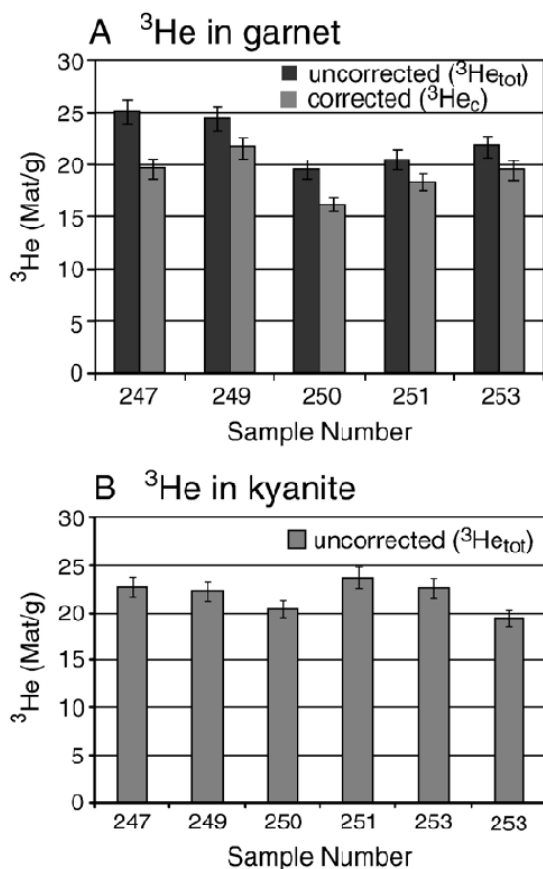 A ³He in garnet
uncorrected (³Heₜₒₜ)
corrected (³He_c)
³He (Mat/g)
30
25
20
15
10
5
0
247 249 250 251 253
Sample Number
B ³He in kyanite
uncorrected (³Heₜₒₜ)
³He (Mat/g)
30
25
20
15
10
5
0
247 249 250 251 253 253
Sample Number